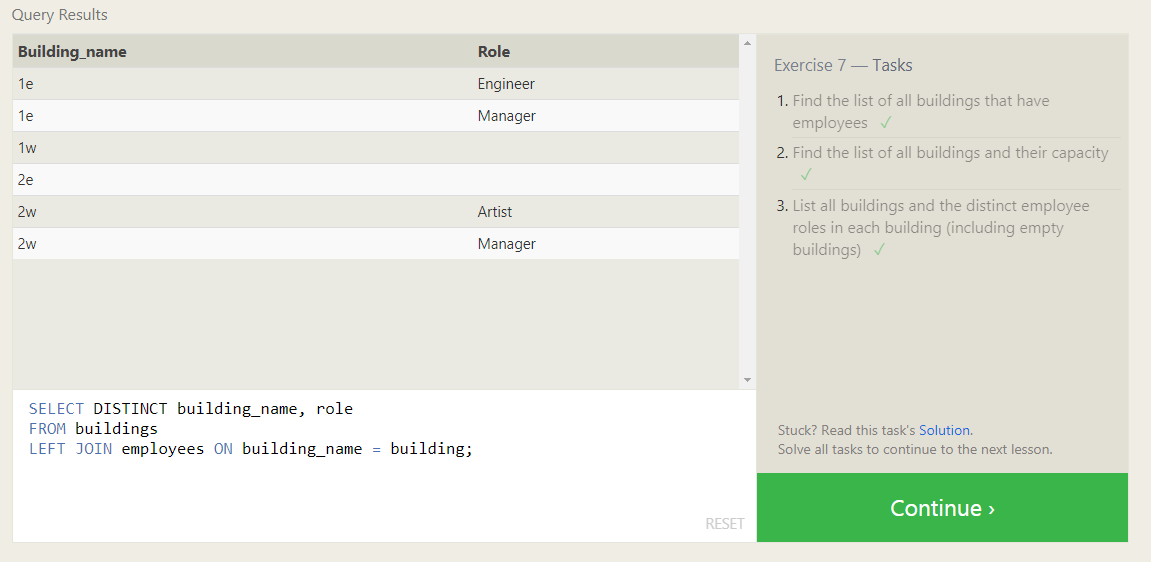 Query Results
Building_name Role
1e Engineer
1e Manager
1w
2e
2w Artist
2w Manager
SELECT DISTINCT building_name, role
FROM buildings
LEFT JOIN employees ON building_name = building;
RESET
Exercise 7 — Tasks
1. Find the list of all buildings that have
employees ✓
2. Find the list of all buildings and their capacity
✓
3. List all buildings and the distinct employee
roles in each building (including empty
buildings) ✓
Stuck? Read this task's Solution.
Solve all tasks to continue to the next lesson.
Continue ›